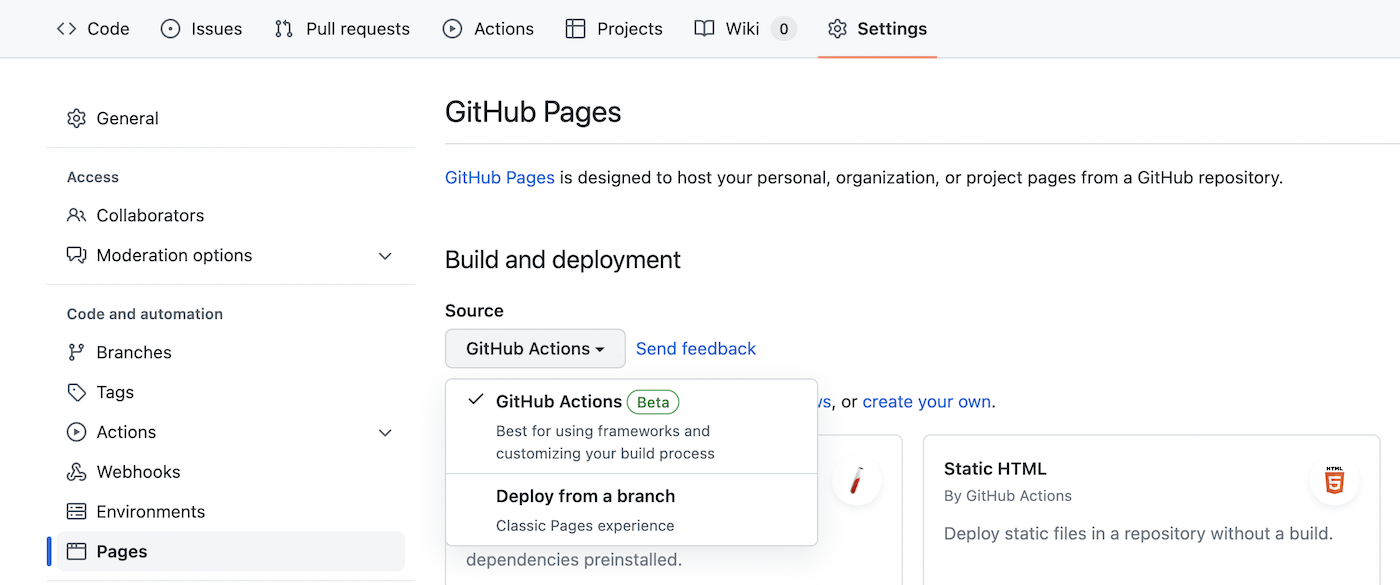 Code Issues Pull requests Actions Projects Wiki 0 Settings
General
Access
Collaborators
Moderation options
Code and automation
Branches
Tags
Actions
Webhooks
Environments
Pages
GitHub Pages
GitHub Pages is designed to host your personal, organization, or project pages from a GitHub repository.
Build and deployment
Source
GitHub Actions Send feedback
GitHub Actions Beta
Best for using frameworks and
customizing your build process
Deploy from a branch
Classic Pages experience
, or create your own.
dependencies preinstalled.
Static HTML
By GitHub Actions
HTML
5
Deploy static files in a repository without a build.